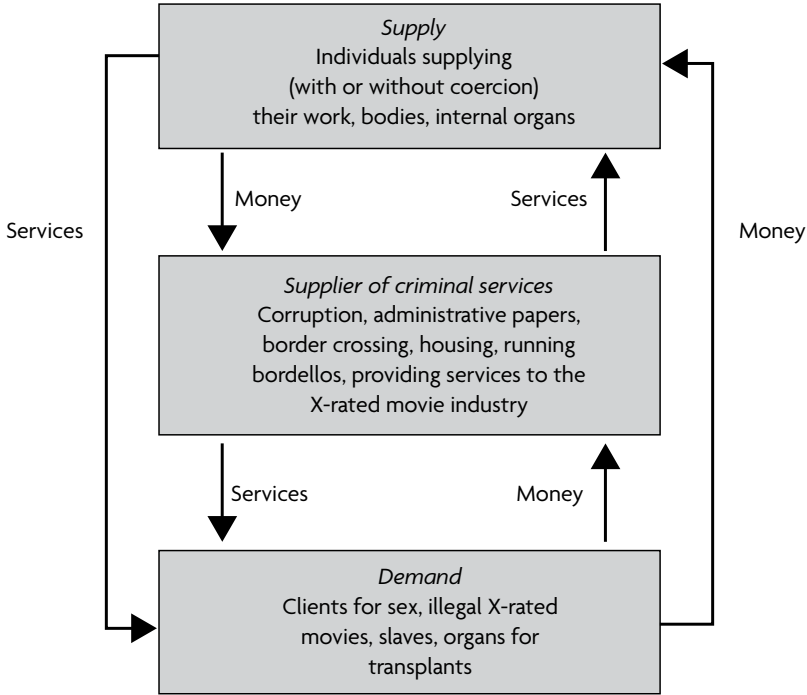 Supply
Individuals supplying
(with or without coercion)
their work, bodies, internal organs
Money
Services
Services
Money
Supplier of criminal services
Corruption, administrative papers,
border crossing, housing, running
bordellos, providing services to the
X-rated movie industry
Services
Money
Demand
Clients for sex, illegal X-rated
movies, slaves, organs for
transplants